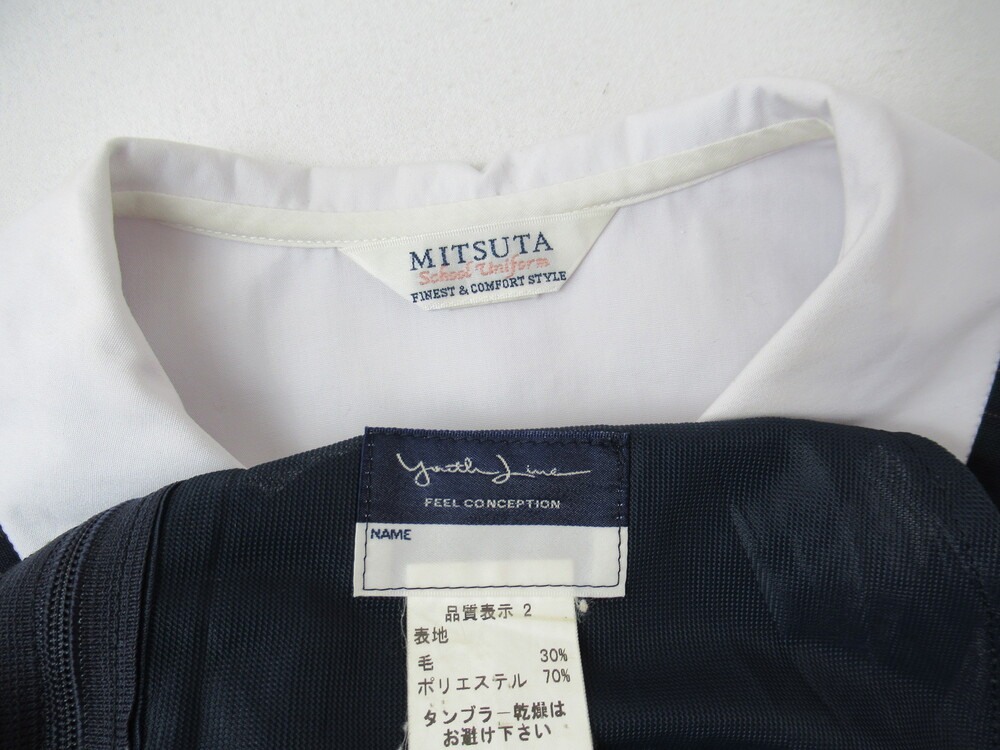 MITSUTA
School Uniform
FINEST & COMFORT STYLE
Youth Line
FEEL CONCEPTION
NAME
品質表示 2
表地
毛 30%
ポリエステル 70%
タンブラー乾燥は
お避け下さい